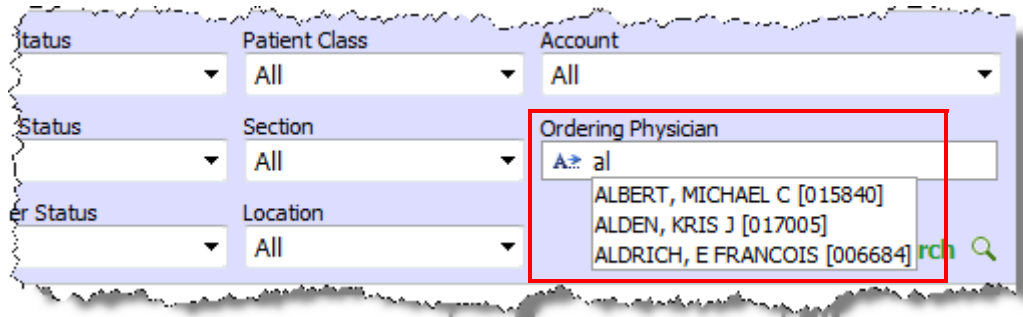 Status Patient Class Account
All All
Status Section Ordering Physician
All A al
ALBERT, MICHAEL C [015840]
ALDEN, KRIS J [017005]
er Status Location
ALDRICH, E FRANCOIS [006684] rch
All